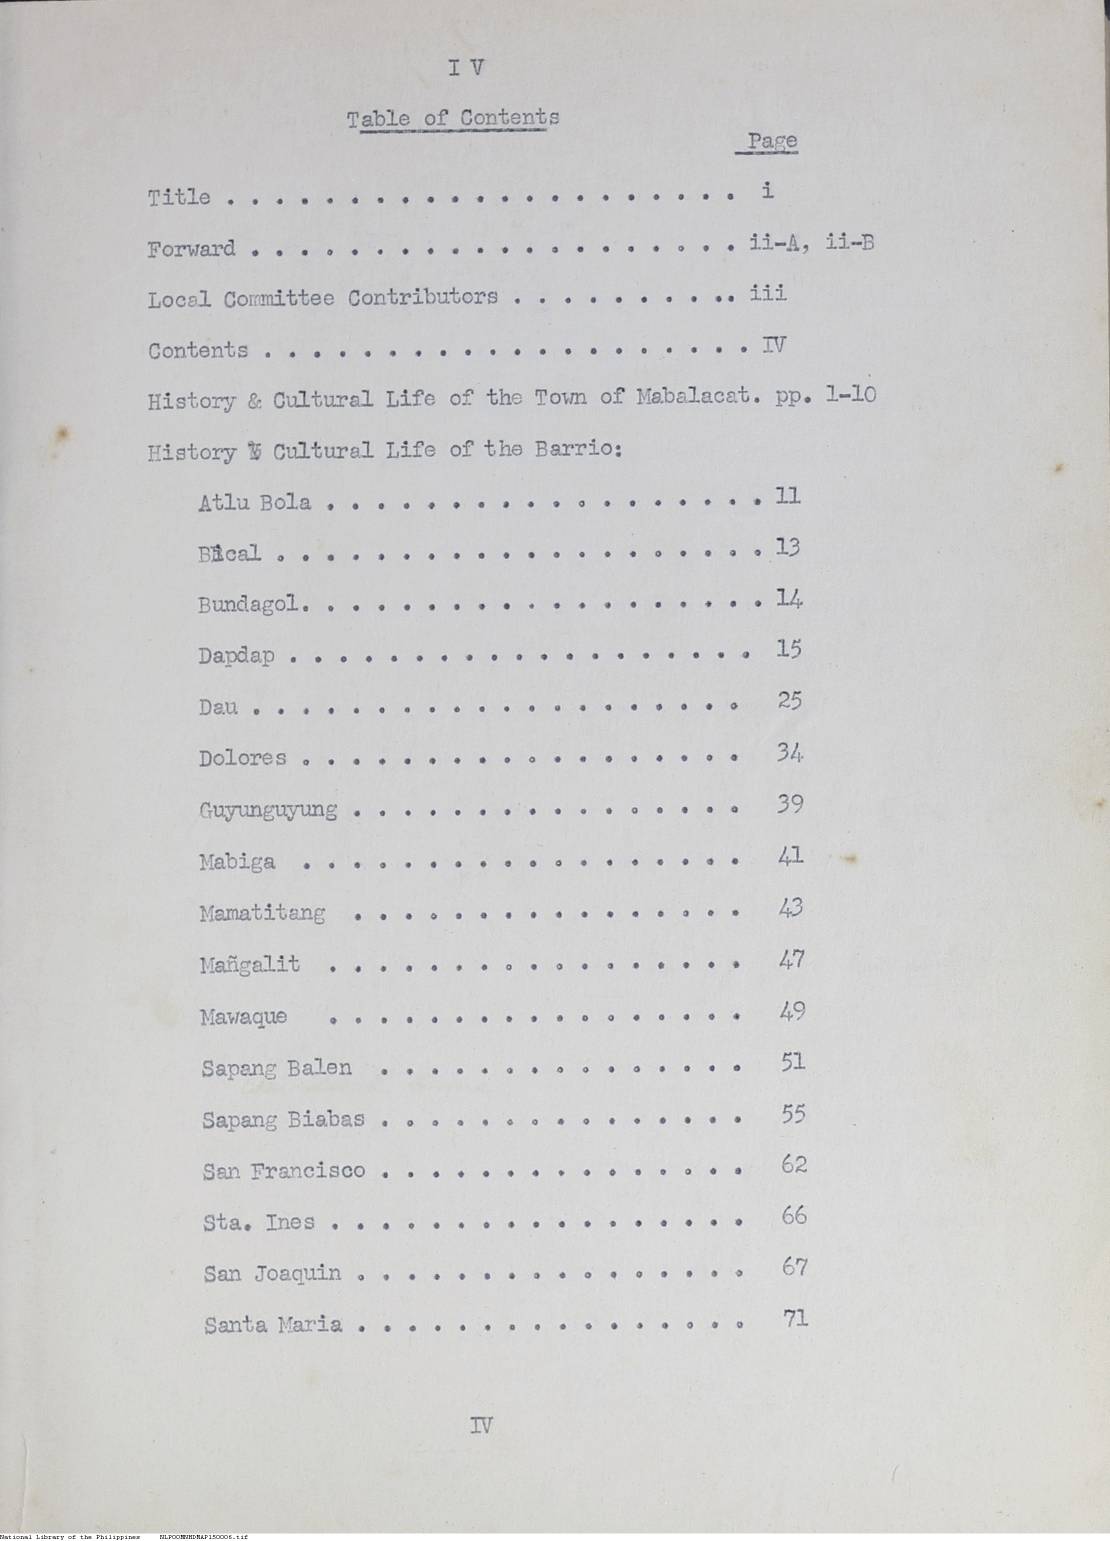 I V
Table of Contents
Page
Title . . . . . . . . . . . . . . . . . . . . . i
Forward . . . . . . . . . . . . . . . . . . . . ii-A, ii-B
Local Committee Contributors . . . . . . . . . .. iii
Contents . . . . . . . . . . . . . . . . . . . . IV
History & Cultural Life of the Town of Mabalacat. pp. 1-10
History & Cultural Life of the Barrio:
Atlu Bola . . . . . . . . . . . . . . . . . . 11
Bical . . . . . . . . . . . . . . . . . . . . 13
Bundagol. . . . . . . . . . . . . . . . . . . 14
Dapdap . . . . . . . . . . . . . . . . . . . 15
Dau . . . . . . . . . . . . . . . . . . . . 25
Dolores . . . . . . . . . . . . . . . . . . 34
Guyunguyung . . . . . . . . . . . . . . . . 39
Mabiga . . . . . . . . . . . . . . . . . . 41
Mamatitang . . . . . . . . . . . . . . . . 43
Mañgalit . . . . . . . . . . . . . . . . . 47
Mawaque . . . . . . . . . . . . . . . . . 49
Sapang Balen . . . . . . . . . . . . . . . 51
Sapang Biabas . . . . . . . . . . . . . . . 55
San Francisco . . . . . . . . . . . . . . . 62
Sta. Ines . . . . . . . . . . . . . . . . . 66
San Joaquin . . . . . . . . . . . . . . . . 67
Santa Maria . . . . . . . . . . . . . . . . 71
IV
National Library of the Philippines NLPOOMNHDMAP150006.tif